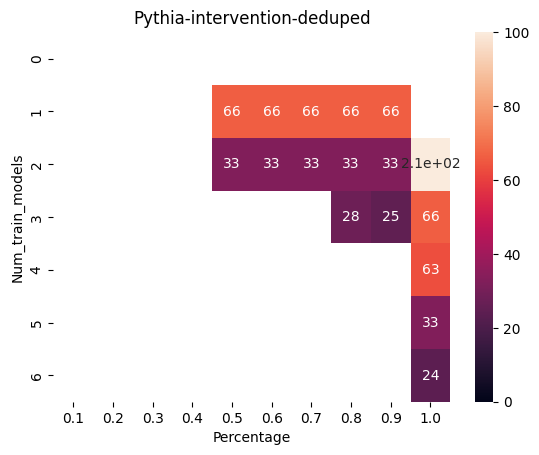 Pythia-intervention-deduped
Num_train_models
0
1
2
3
4
5
6
66 66 66 66 66
33 33 33 33 33 2.1e+02
28 25 66
63
33
24
0.1 0.2 0.3 0.4 0.5 0.6 0.7 0.8 0.9 1.0
Percentage
100
80
60
40
20
0